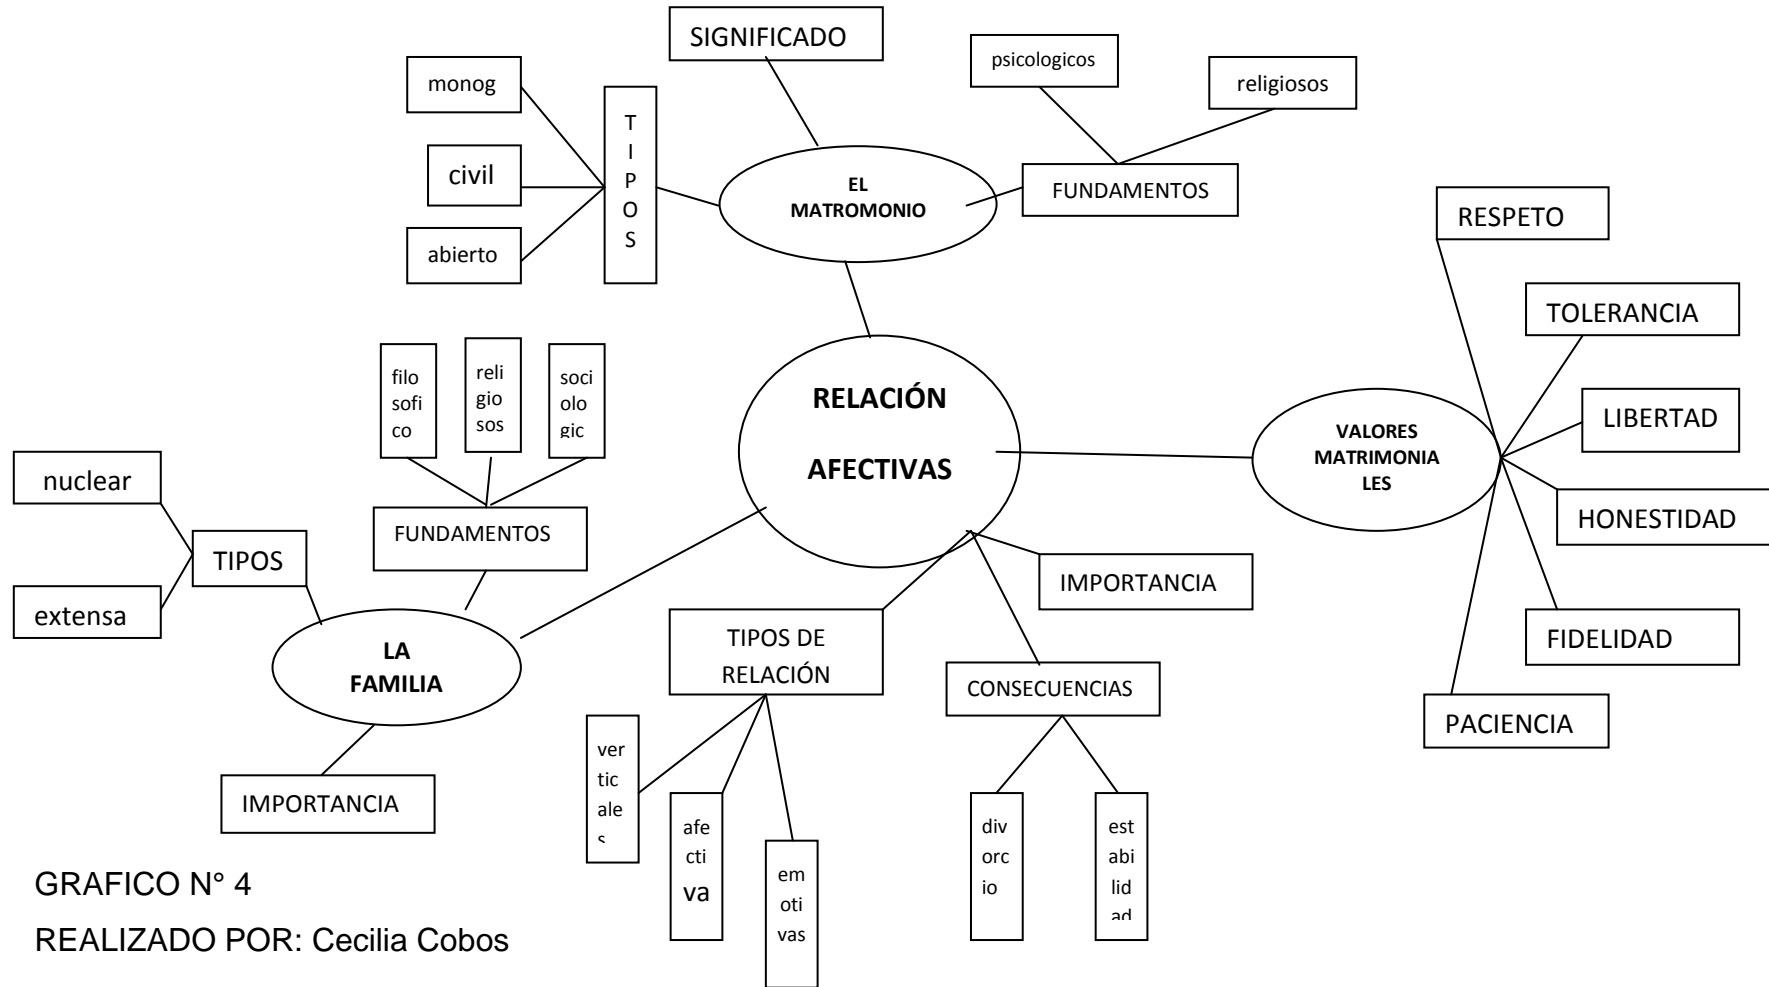 SIGNIFICADO
psicologicos
religiosos
monog
civil
abierto
T
I
P
O
S
EL
MATROMONIO
FUNDAMENTOS
RESPETO
TOLERANCIA
LIBERTAD
HONESTIDAD
FIDELIDAD
PACIENCIA
VALORES
MATRIMONIA
LES
RELACIÓN
AFECTIVAS
filo
sofi
co
reli
gio
sos
soci
olo
gic
FUNDAMENTOS
nuclear
extensa
TIPOS
LA
FAMILIA
IMPORTANCIA
IMPORTANCIA
TIPOS DE
RELACIÓN
CONSECUENCIAS
ver
tic
ale
s
afe
cti
va
em
oti
vas
div
orc
io
est
abi
lid
ad
GRAFICO N° 4
REALIZADO POR: Cecilia Cobos